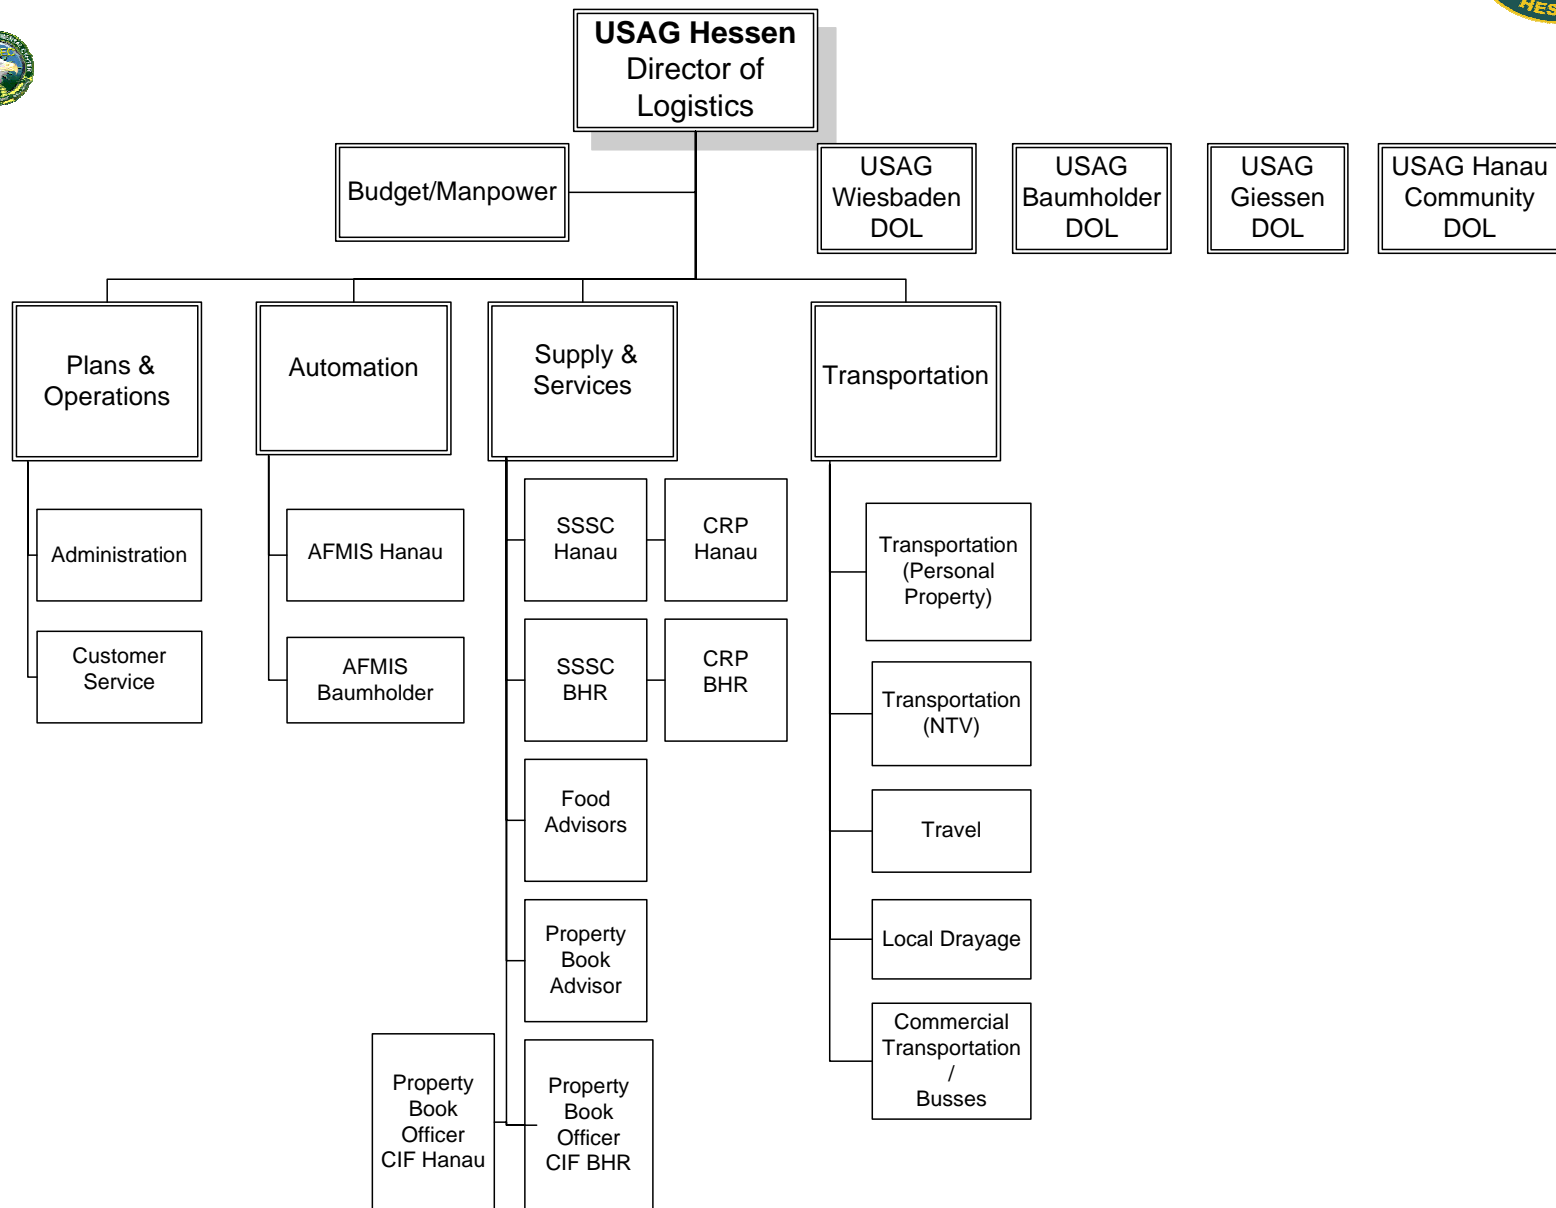 HES
USAG Hessen
Director of
Logistics
Budget/Manpower
USAG
Wiesbaden
DOL
USAG
Baumholder
DOL
USAG
Giessen
DOL
USAG Hanau
Community
DOL
Plans &
Operations
Automation
Supply &
Services
Transportation
Administration
Customer
Service
AFMIS Hanau
AFMIS
Baumholder
SSSC
Hanau
CRP
Hanau
SSSC
BHR
CRP
BHR
Food
Advisors
Property
Book
Advisor
Property
Book
Officer
CIF Hanau
Property
Book
Officer
CIF BHR
Transportation
(Personal
Property)
Transportation
(NTV)
Travel
Local Drayage
Commercial
Transportation
/
Busses